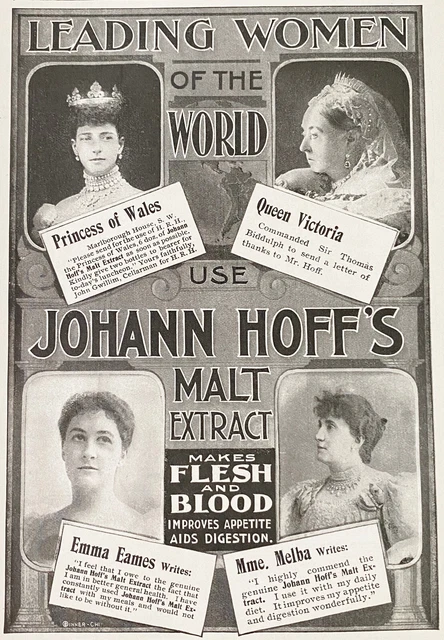 LEADING WOMEN
OF THE
WORLD
Princess of Wales
Marlborough House, S. W.
"Please send for the use of H. R. H.,
the Princess of Wales, 6 doz. of Johann
Hoff's Malt Extract as soon as possible.
Kindly give two bottles to bearer for
to-day's luncheon." Yours faithfully,
John Gwillim, Cellarman for H. R. H.
Queen Victoria
Commanded Sir Thomas
Biddulph to send a letter of
thanks to Mr. Hoff.
USE
JOHANN HOFF'S
MALT
EXTRACT
MAKES
FLESH
AND
BLOOD
IMPROVES APPETITE
AIDS DIGESTION.
Emma Eames Writes:
"I feel that I owe to the genuine
Johann Hoff's Malt Extract the fact that
I am in better general health. I have
constantly used Johann Hoff's Malt Ex-
tract with my meals and would not
like to be without it."
Mme. Melba Writes:
"I highly commend the
genuine Johann Hoff's Malt Ex-
tract. I use it with my daily
diet. It improves my appetite
and digestion wonderfully."